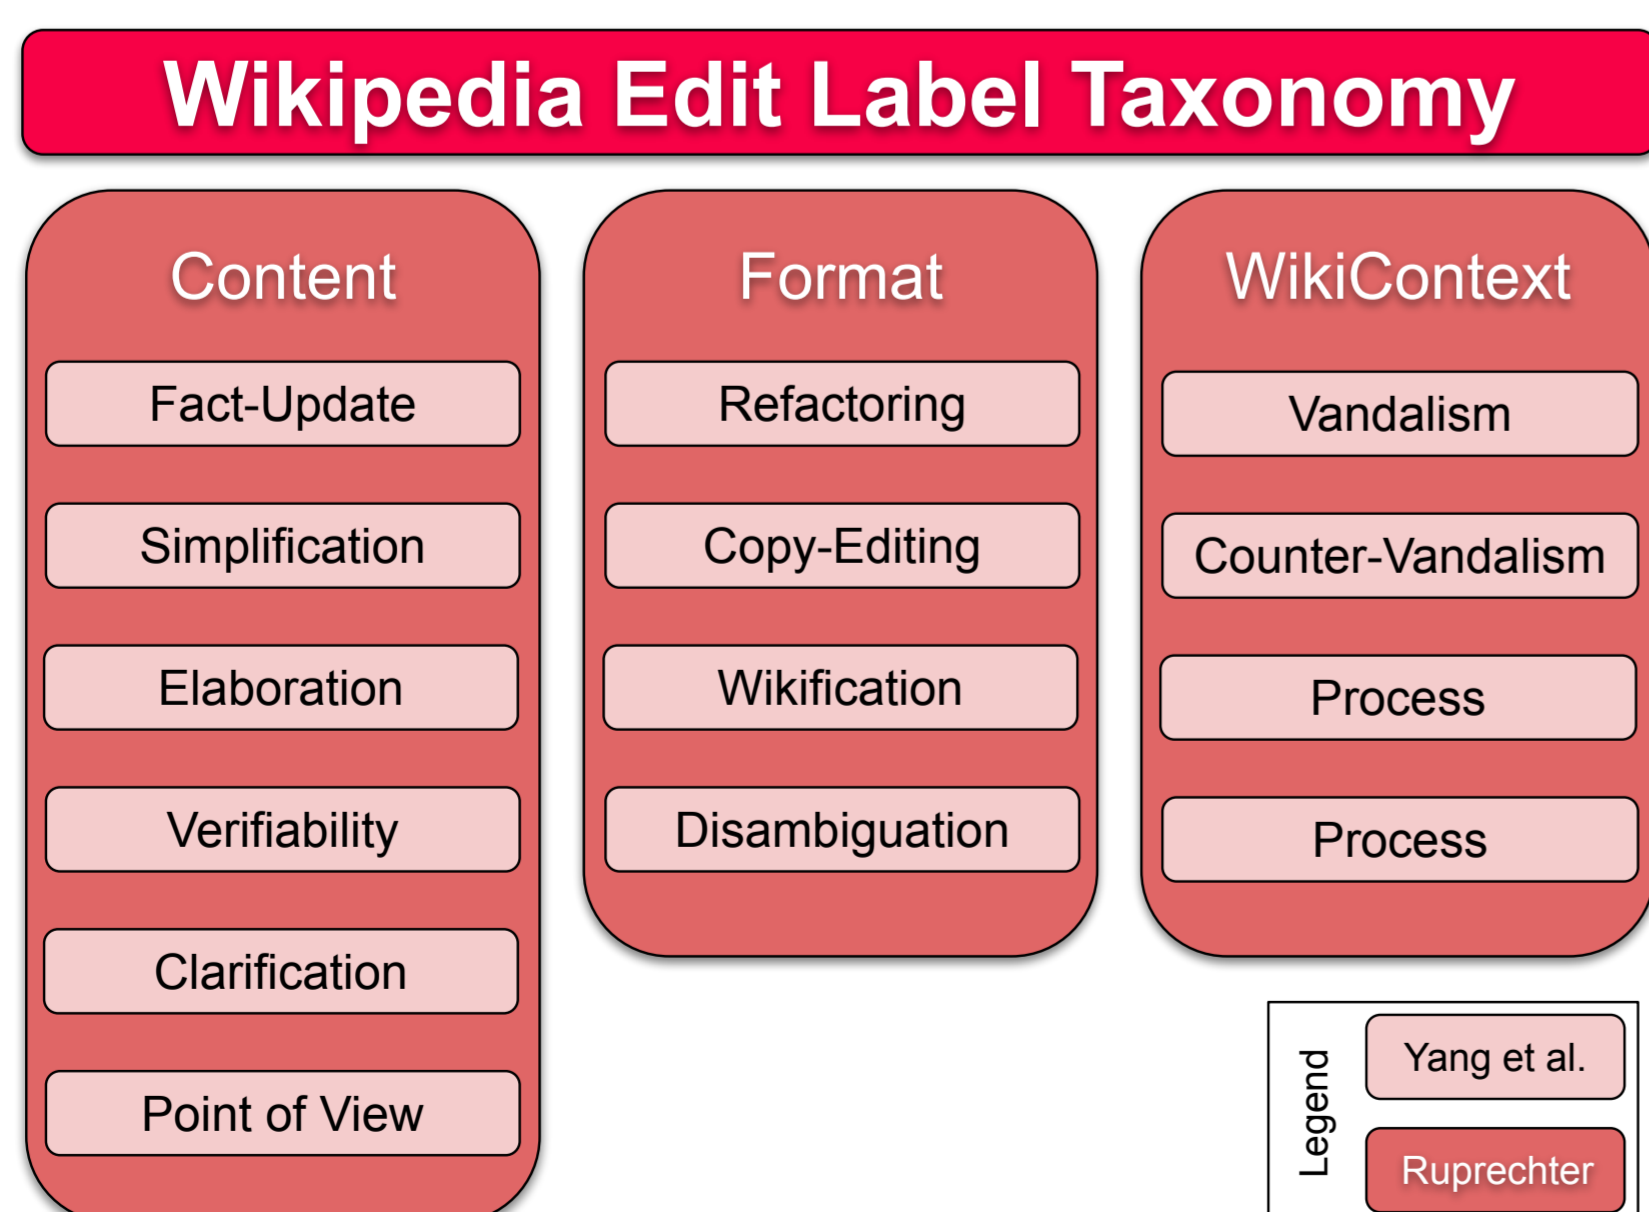 Wikipedia Edit Label Taxonomy
Content
Fact-Update
Simplification
Elaboration
Verifiability
Clarification
Point of View
Format
Refactoring
Copy-Editing
Wikification
Disambiguation
WikiContext
Vandalism
Counter-Vandalism
Process
Process
Legend
Yang et al.
Ruprechter